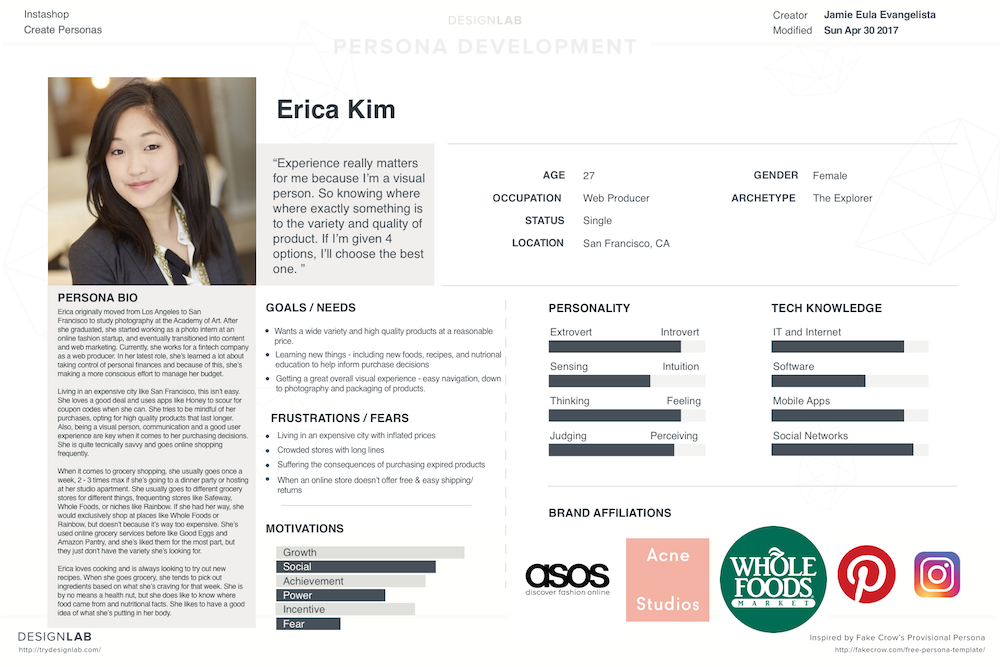 Instashop
Create Personas
DESIGNLAB
PERSONA DEVELOPMENT
Creator Jamie Eula Evangelista
Modified Sun Apr 30 2017
Erica Kim
“Experience really matters
for me because I’m a visual
person. So knowing where
where exactly something is
to the variety and quality of
product. If I’m given 4
options, I’ll choose the best
one. ”
AGE 27
OCCUPATION Web Producer
STATUS Single
LOCATION San Francisco, CA
GENDER Female
ARCHETYPE The Explorer
PERSONA BIO
Erica originally moved from Los Angeles to San
Francisco to study photography at the Academy of Art. After
she graduated, she started working as a photo intern at an
online fashion startup, and eventually transitioned into content
and web marketing. Currently, she works for a fintech company
as a web producer. In her latest role, she’s learned a lot about
taking control of personal finances and because of this, she’s
making a more conscious effort to manage her budget.
Living in an expensive city like San Francisco, this isn’t easy.
She loves a good deal and uses apps like Honey to scour for
coupon codes when she can. She tries to be mindful of her
purchases, opting for high quality products that last longer.
Also, being a visual person, communication and a good user
experience are key when it comes to her purchasing decisions.
She is quite tecnically savvy and goes online shopping
frequently.
When it comes to grocery shopping, she usually goes once a
week, 2 - 3 times max if she’s going to a dinner party or hosting
at her studio apartment. She usually goes to different grocery
stores for different things, frequenting stores like Safeway,
Whole Foods, or niches like Rainbow. If she had her way, she
would exclusively shop at places like Whole Foods or
Rainbow, but doesn’t because it’s way too expensive. She’s
used online grocery services before like Good Eggs and
Amazon Pantry, and she’s liked them for the most part, but
they just don’t have the variety she’s looking for.
Erica loves cooking and is always looking to try out new
recipes. When she goes grocery, she tends to pick out
ingredients based on what she’s craving for that week. She is
by no means a health nut, but she does like to know where
food came from and nutritional facts. She likes to have a good
idea of what she’s putting in her body.
GOALS / NEEDS
• Wants a wide variety and high quality products at a reasonable
price.
• Learning new things - including new foods, recipes, and nutrional
education to help inform purchase decisions
• Getting a great overall visual experience - easy navigation, down
to photography and packaging of products.
FRUSTRATIONS / FEARS
• Living in an expensive city with inflated prices
• Crowded stores with long lines
• Suffering the consequences of purchasing expired products
• When an online store doesn’t offer free & easy shipping/
returns
MOTIVATIONS
Growth
Social
Achievement
Power
Incentive
Fear
PERSONALITY
Extrovert Introvert
Sensing Intuition
Thinking Feeling
Judging Perceiving
TECH KNOWLEDGE
IT and Internet
Software
Mobile Apps
Social Networks
BRAND AFFILIATIONS
asos
discover fashion online
Acne
Studios
WHOLE
FOODS
MARKET
DESIGNLAB
http://trydesignlab.com/
Inspired by Fake Crow’s Provisional Persona
http://fakecrow.com/free-persona-template/